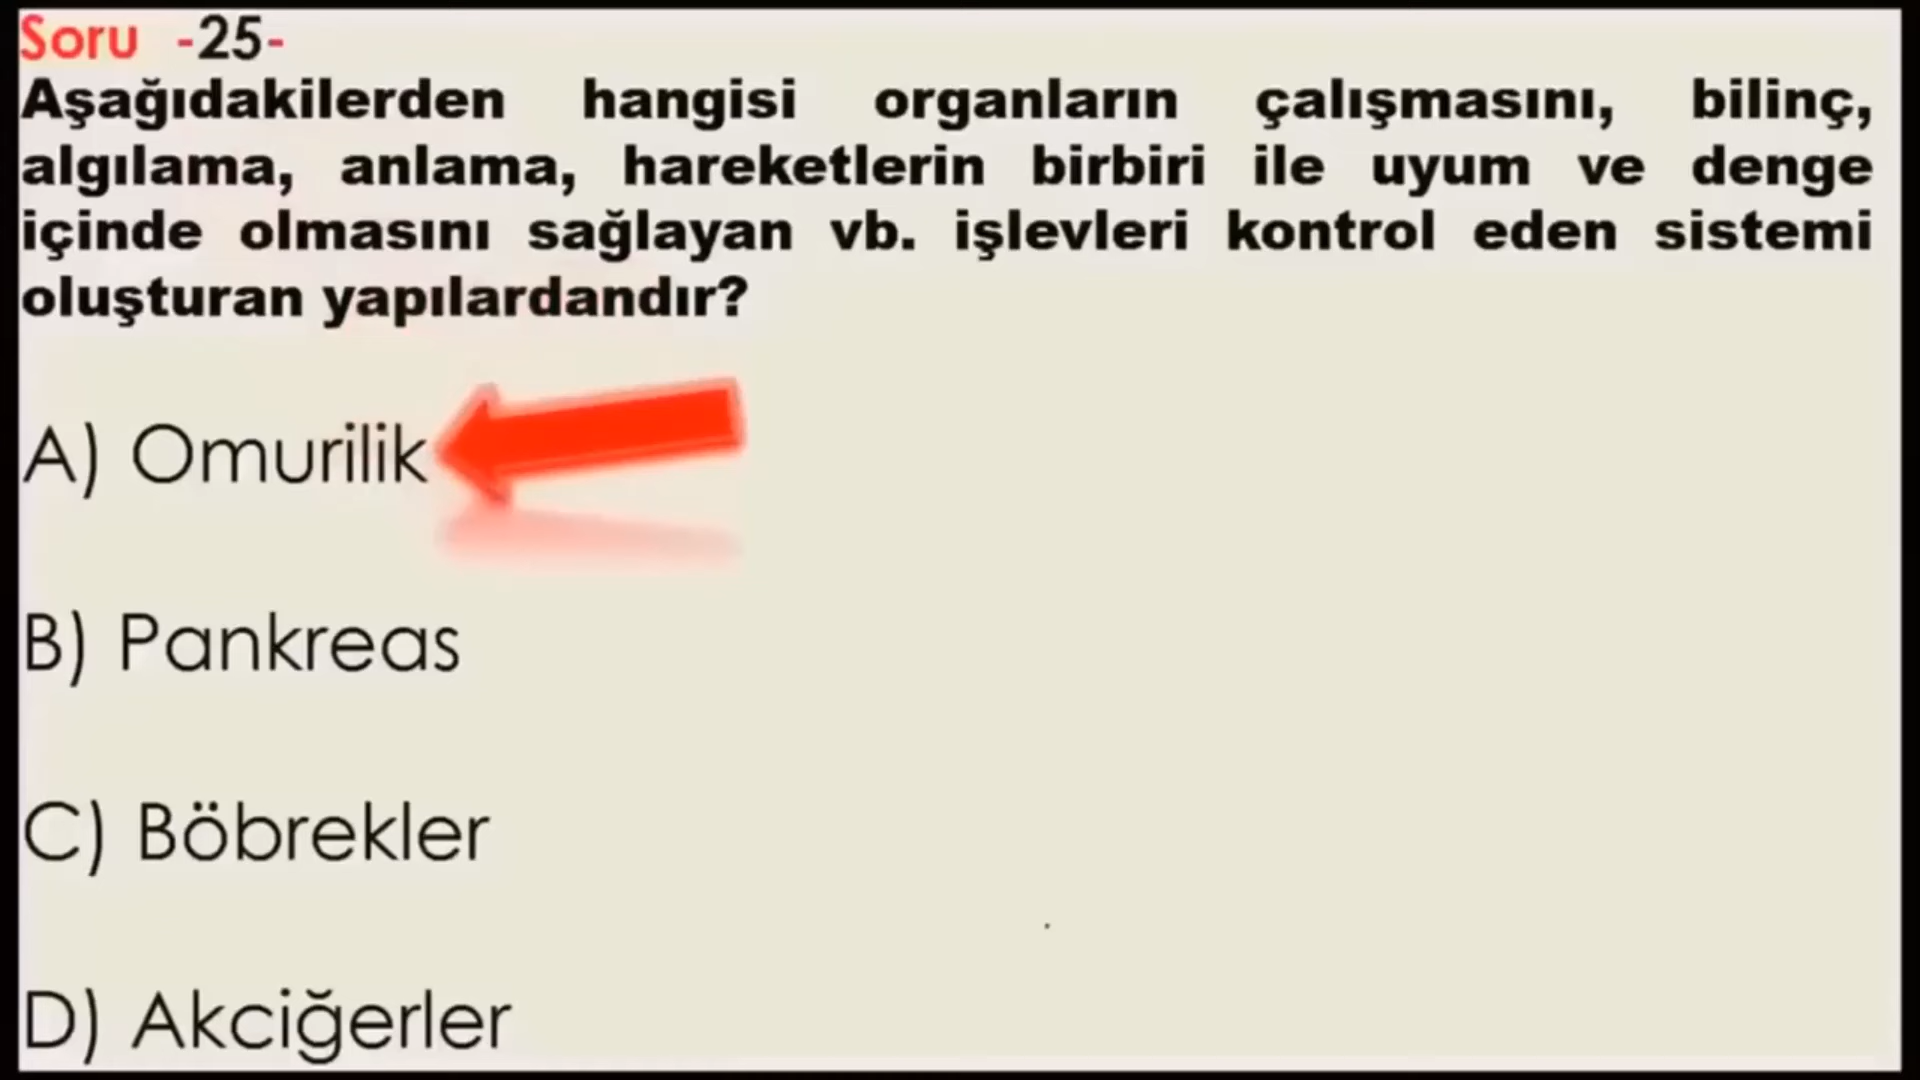 Soru -25-
Aşağıdakilerden hangisi organların çalışmasını, bilinç,
algılama, anlama, hareketlerin birbiri ile uyum ve denge
içinde olmasını sağlayan vb. işlevleri kontrol eden sistemi
oluşturan yapılardandır?
A) Omurilik
B) Pankreas
C) Böbrekler
D) Akciğerler